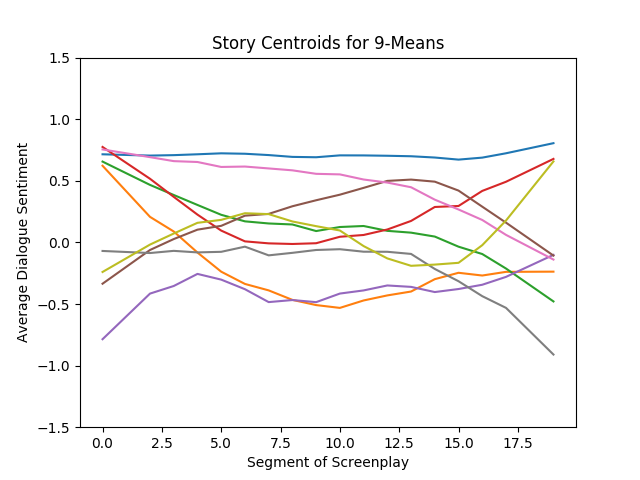 Story Centroids for 9-Means
1.5
1.0
0.5
0.0
−0.5
−1.0
−1.5
Average Dialogue Sentiment
0.0 2.5 5.0 7.5 10.0 12.5 15.0 17.5
Segment of Screenplay